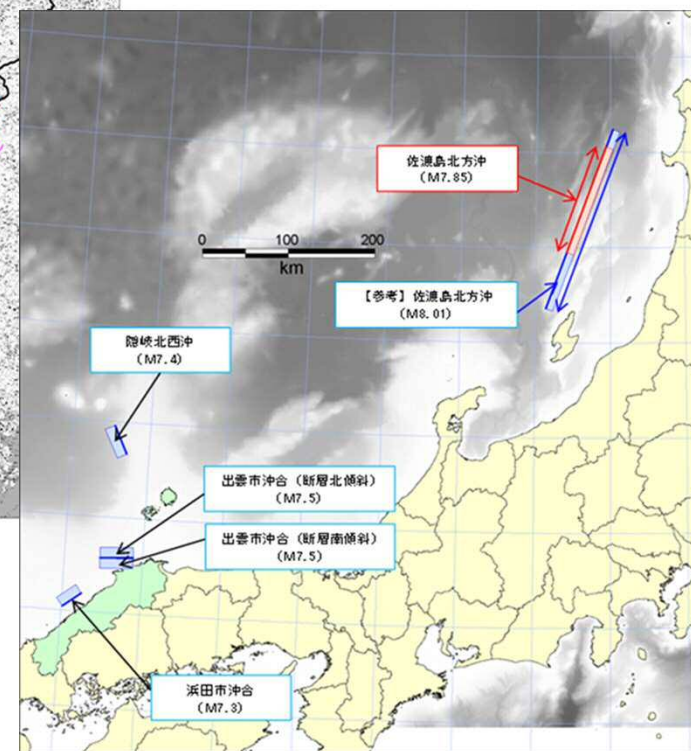 佐渡島北方沖
(M7.85)
0 100 200
km
【参考】佐渡島北方沖
(M8.01)
隠岐北西沖
(M7.4)
出雲市沖合(断層北傾斜)
(M7.5)
出雲市沖合(断層南傾斜)
(M7.5)
浜田市沖合
(M7.3)